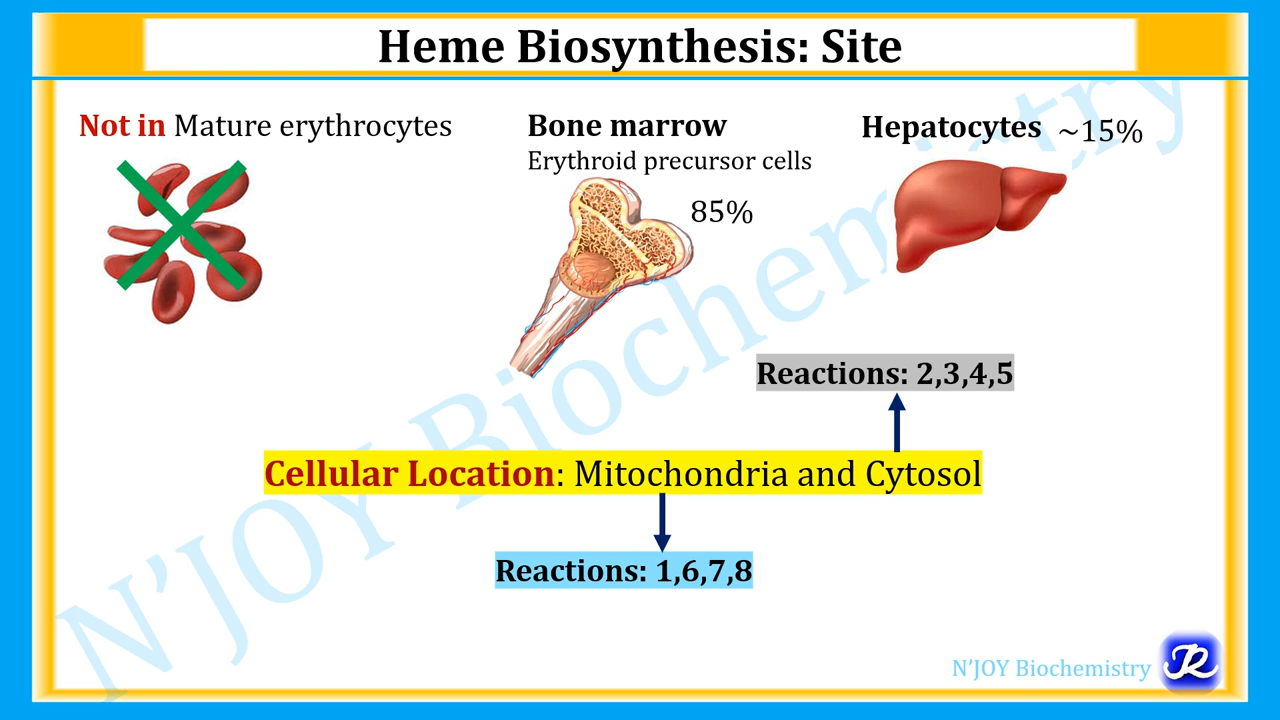 Heme Biosynthesis: Site
Not in Mature erythrocytes
Bone marrow
Erythroid precursor cells
85%
Hepatocytes ~15%
Reactions: 2,3,4,5
Cellular Location: Mitochondria and Cytosol
Reactions: 1,6,7,8
N'JOY Biochemistry
N'JOY Biochemistry
JR